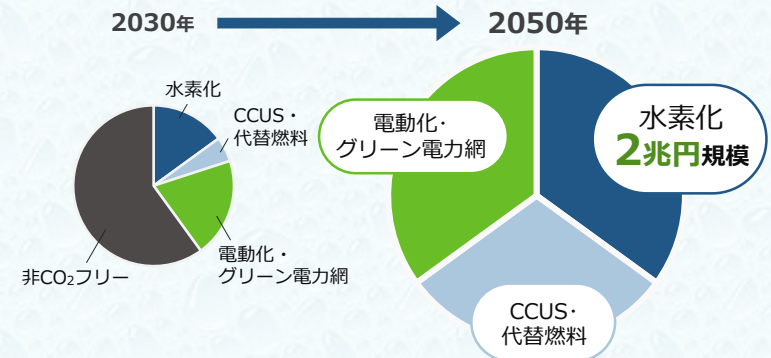 2030年
2050年
水素化
CCUS・
代替燃料
電動化・
グリーン電力網
非CO₂フリー
電動化・
グリーン電力網
水素化
2兆円規模
CCUS・
代替燃料